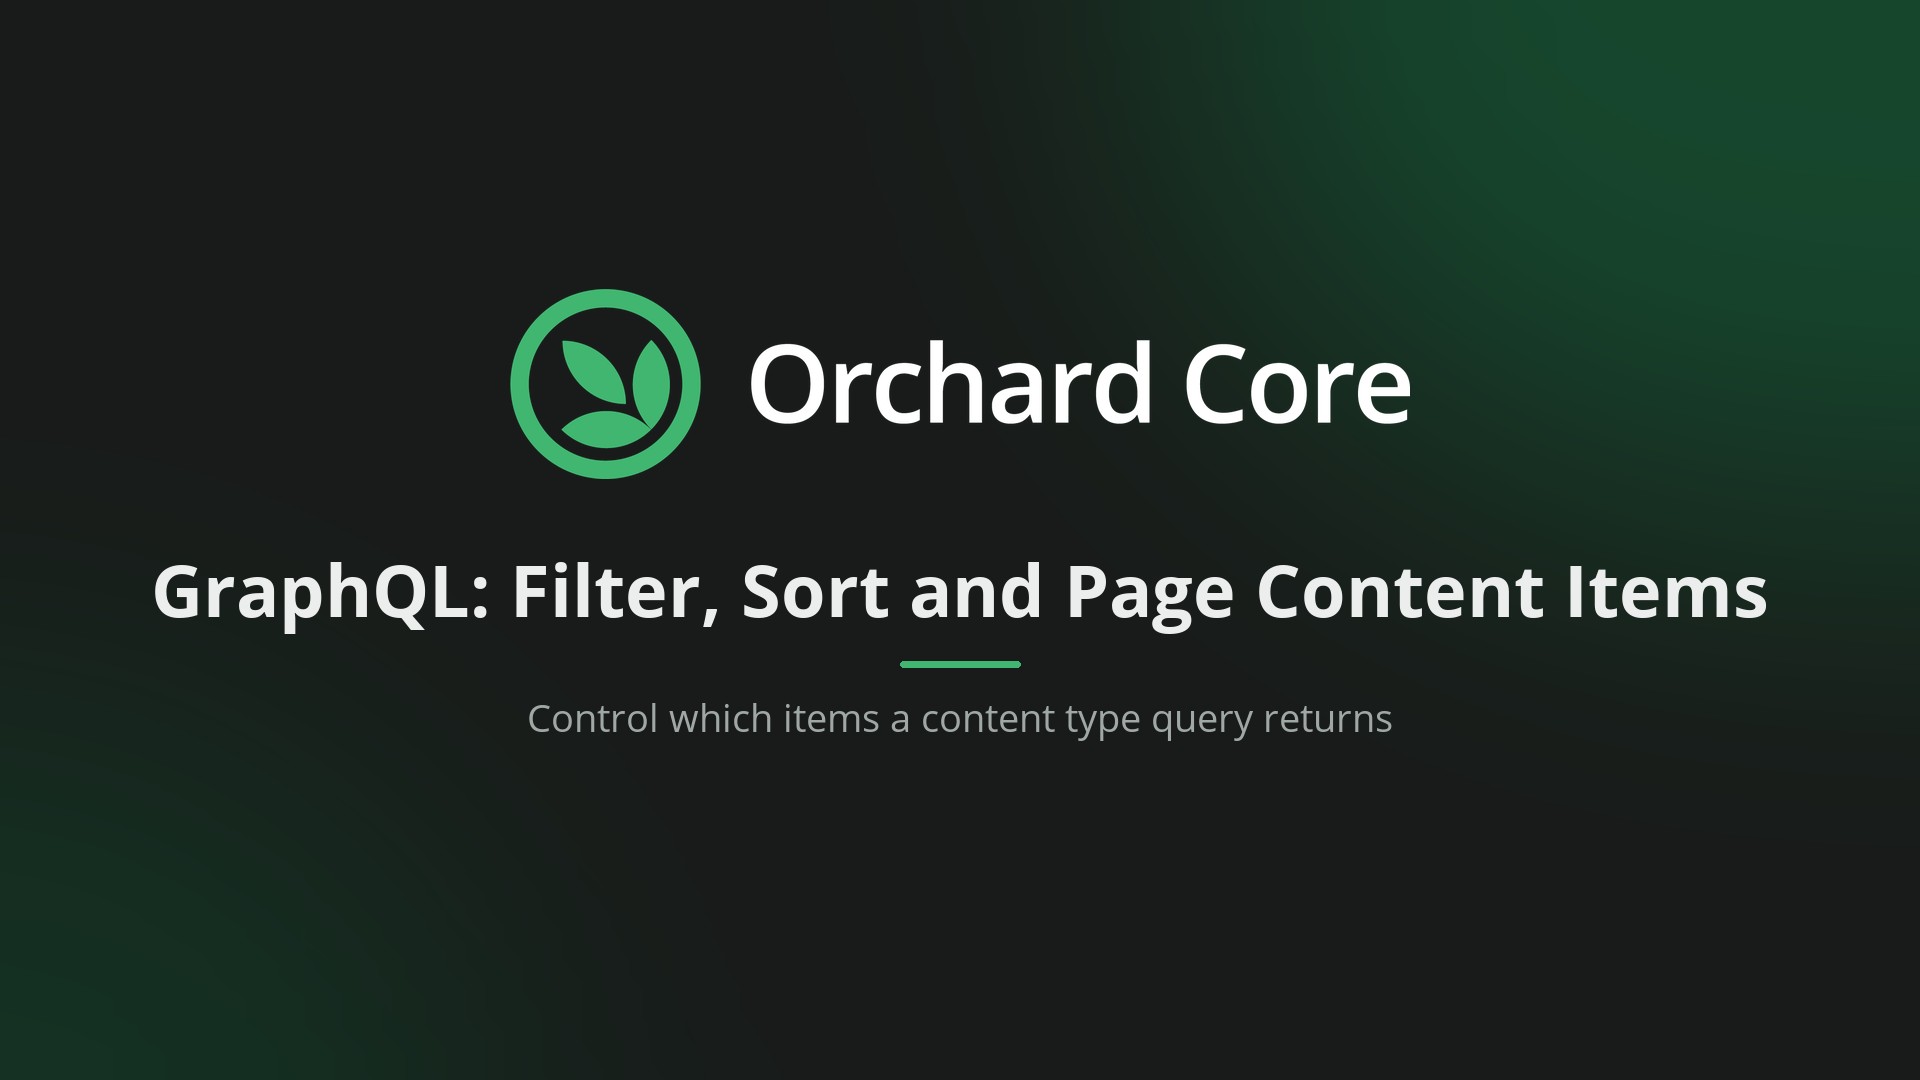 Orchard Core
GraphQL: Filter, Sort and Page Content Items
Control which items a content type query returns